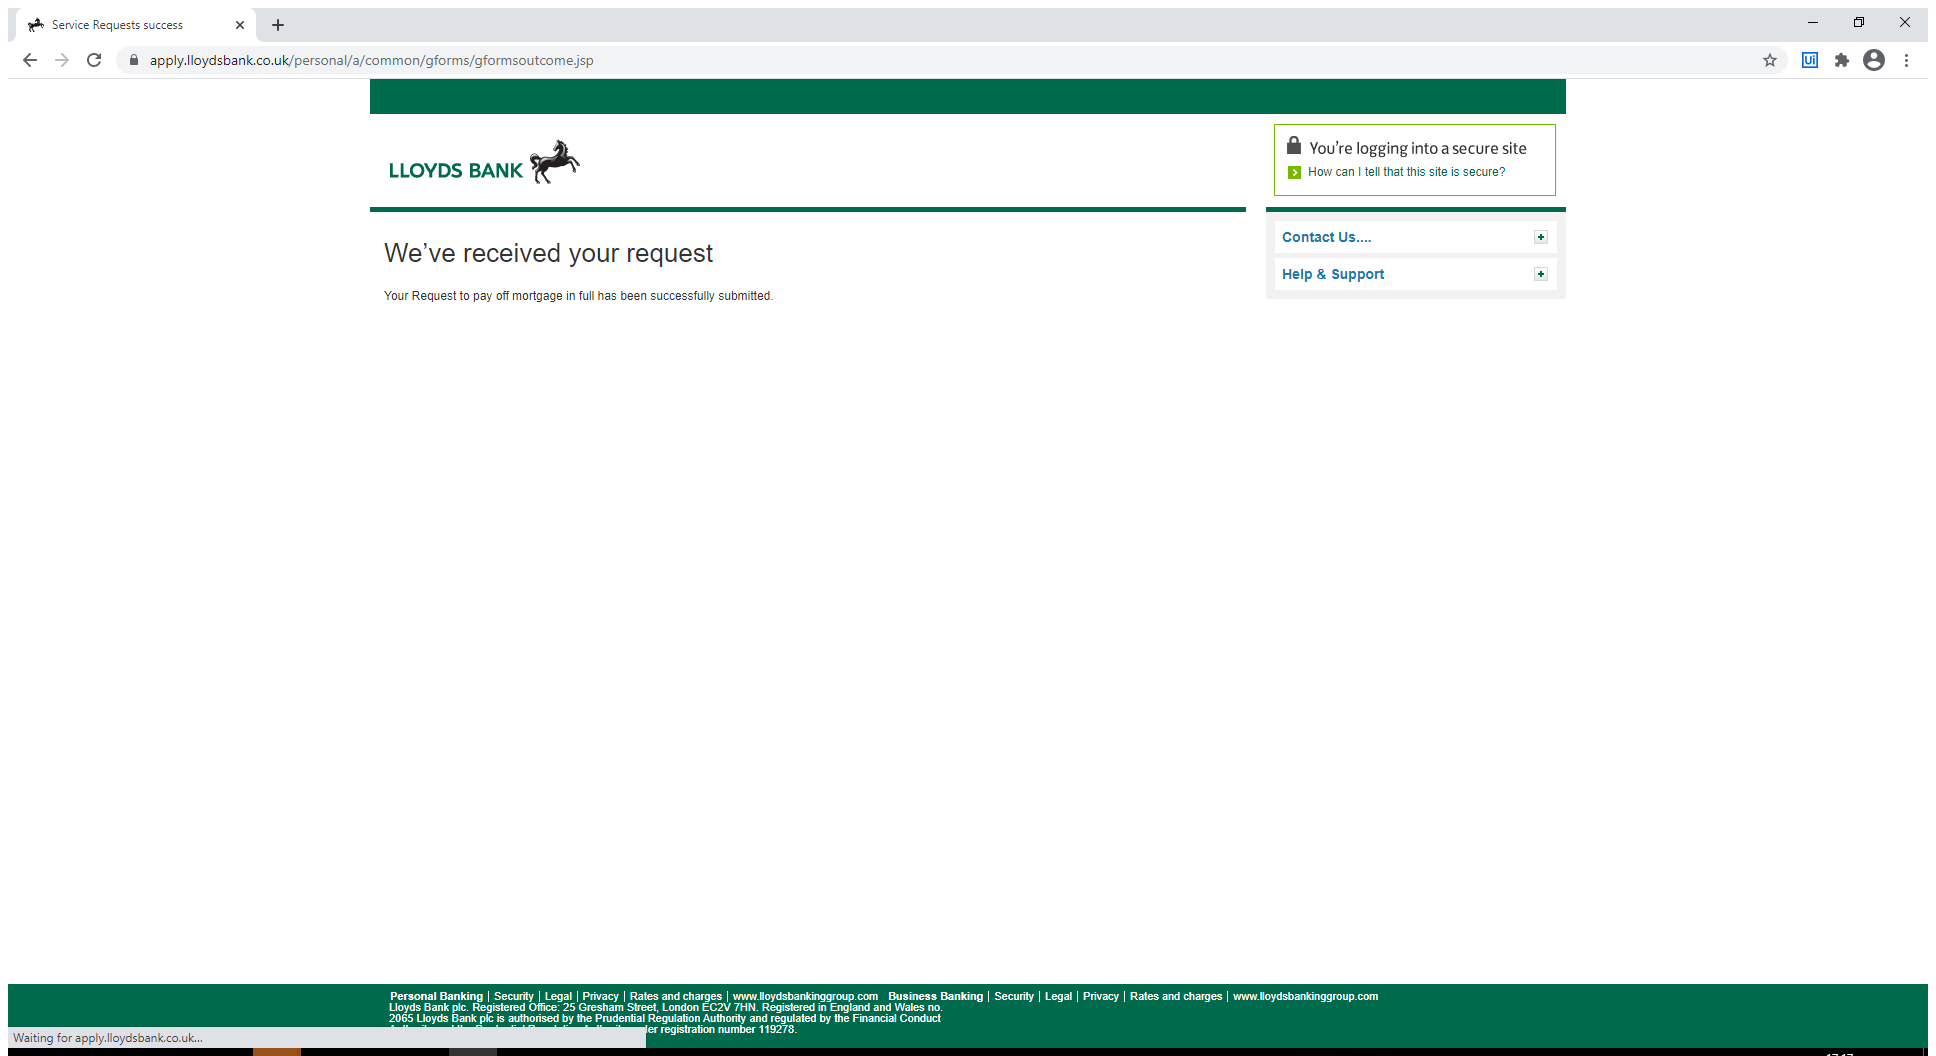 Service Requests success
apply.lloydsbank.co.uk/personal/a/common/gforms/gformsoutcome.jsp
Ui
LLOYDS BANK
You're logging into a secure site
How can I tell that this site is secure?
We've received your request
Your Request to pay off mortgage in full has been successfully submitted.
Contact Us....
Help & Support
Personal Banking | Security | Legal | Privacy | Rates and charges | www.lloydsbankinggroup.com Business Banking | Security | Legal | Privacy | Rates and charges | www.lloydsbankinggroup.com
Lloyds Bank plc. Registered Office: 25 Gresham Street, London EC2V 7HN. Registered in England and Wales no.
2065 Lloyds Bank plc is authorised by the Prudential Regulation Authority and regulated by the Financial Conduct
registration number 119278.
Waiting for apply.lloydsbank.co.uk...